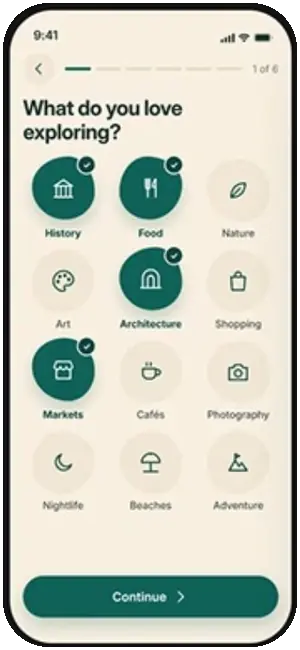 9:41
1 of 6
What do you love
exploring?
History Food Nature
Art Architecture Shopping
Markets Cafés Photography
Nightlife Beaches Adventure
Continue